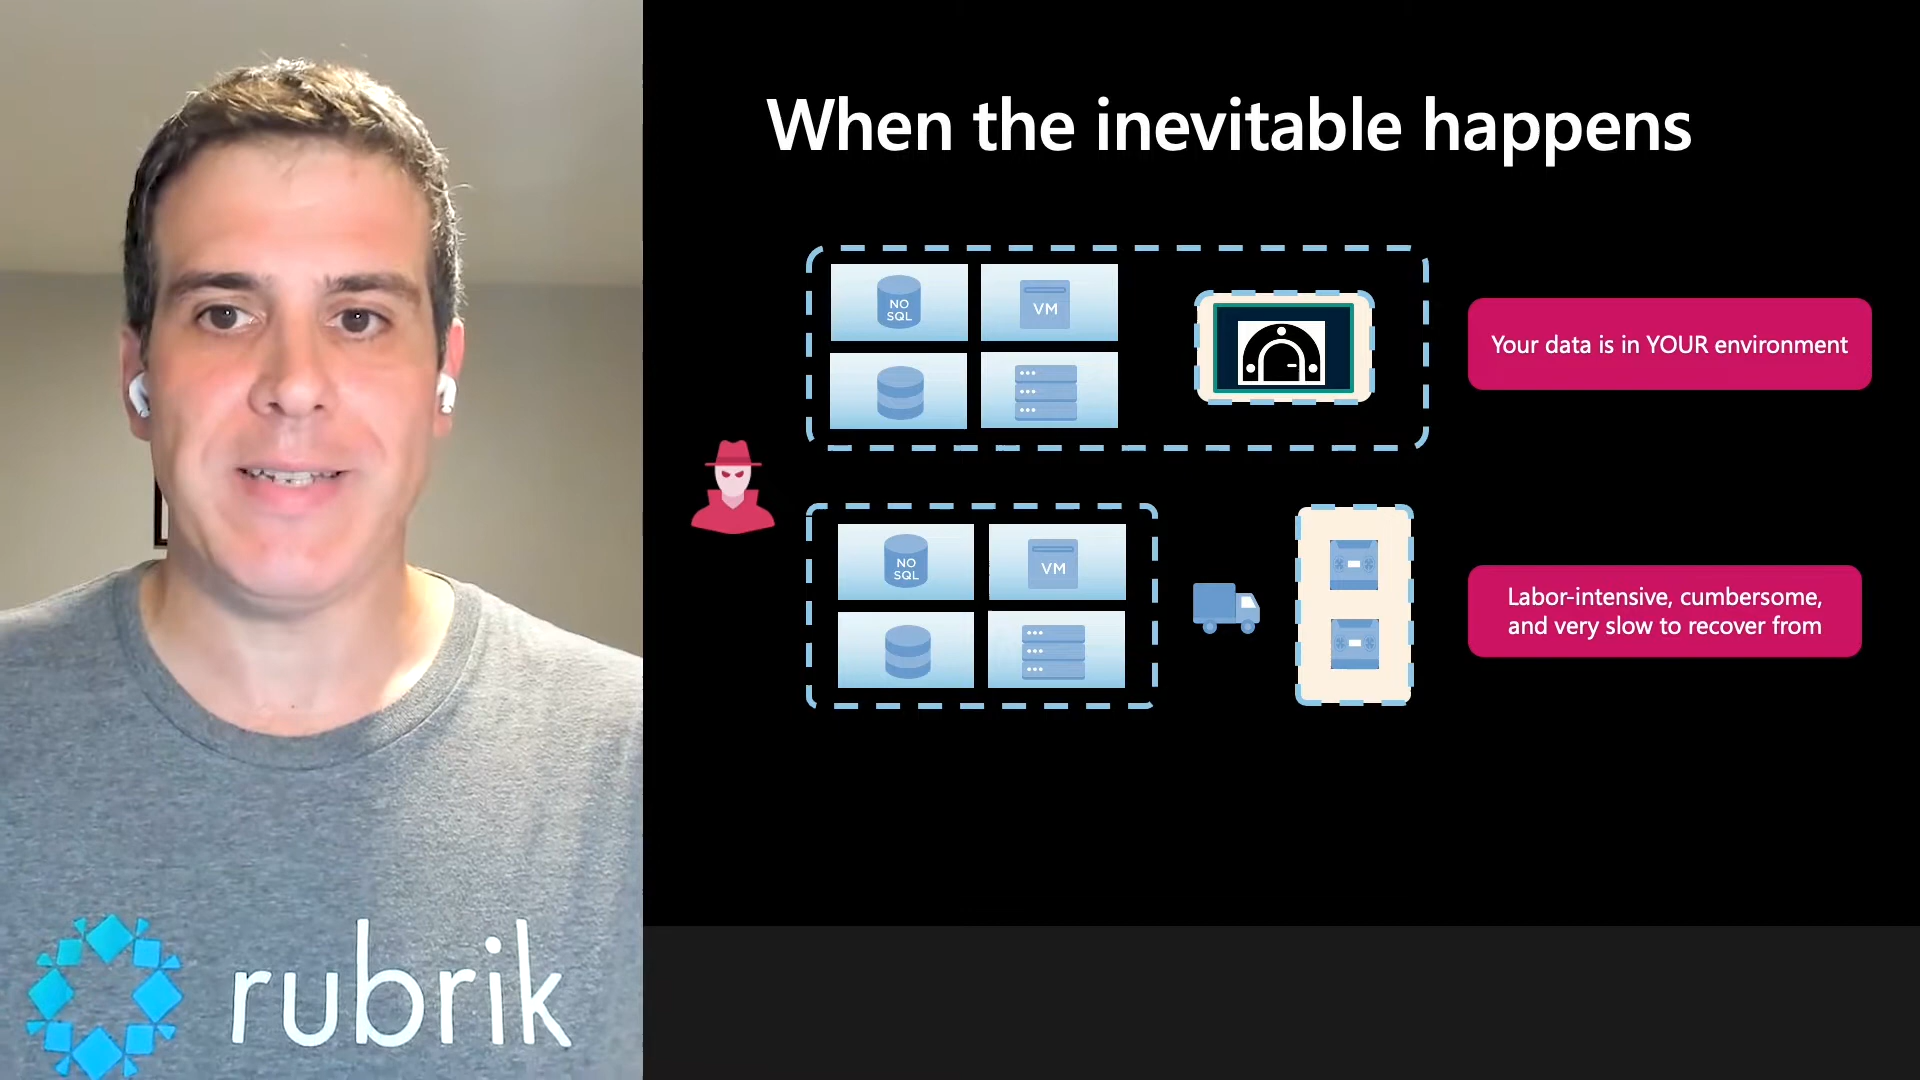 When the inevitable happens
NO
SQL
VM
Your data is in YOUR environment
NO
SQL
VM
Labor-intensive, cumbersome,
and very slow to recover from
rubrik